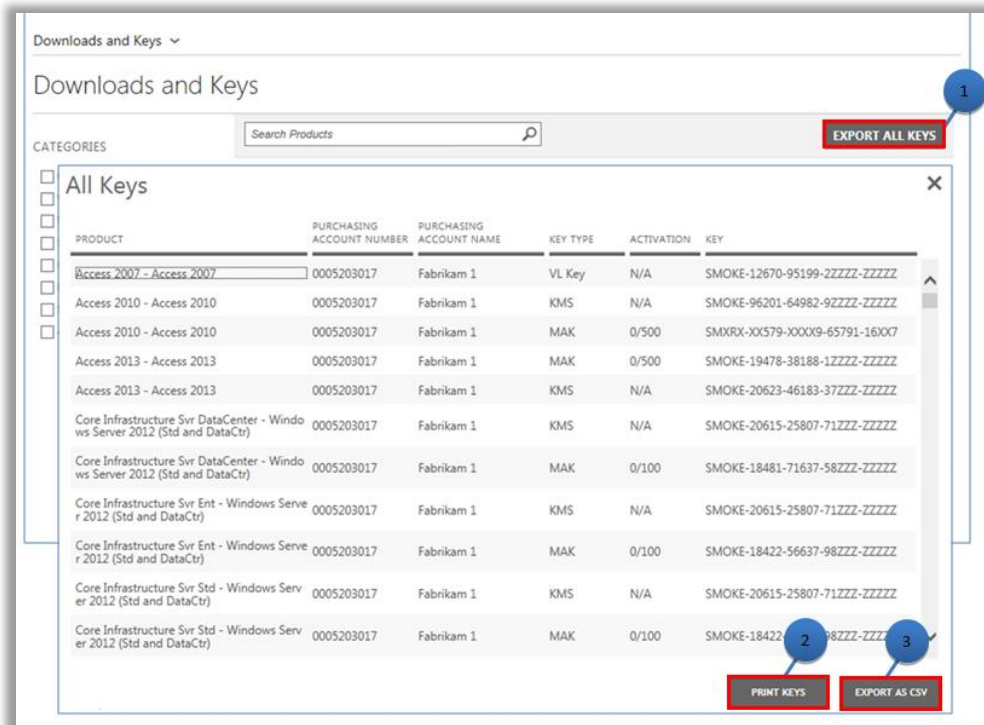 Downloads and Keys
Downloads and Keys
1
Search Products
EXPORT ALL KEYS
CATEGORIES
All Keys
PRODUCT PURCHASING ACCOUNT NUMBER PURCHASING ACCOUNT NAME KEY TYPE ACTIVATION KEY
Access 2007 - Access 2007 0005203017 Fabrikam 1 VL Key N/A SMOKE-12670-95199-2ZZZZ-ZZZZZ
Access 2010 - Access 2010 0005203017 Fabrikam 1 KMS N/A SMOKE-96201-64982-9ZZZZ-ZZZZZ
Access 2010 - Access 2010 0005203017 Fabrikam 1 MAK 0/500 SMXRX-XX579-XXXX9-65791-16XX7
Access 2013 - Access 2013 0005203017 Fabrikam 1 MAK 0/500 SMOKE-19478-38188-1ZZZZ-ZZZZZ
Access 2013 - Access 2013 0005203017 Fabrikam 1 KMS N/A SMOKE-20623-46183-37ZZZ-ZZZZZ
Core Infrastructure Svr DataCenter - Windo
ws Server 2012 (Std and DataCtr) 0005203017 Fabrikam 1 KMS N/A SMOKE-20615-25807-71ZZZ-ZZZZZ
Core Infrastructure Svr DataCenter - Windo
ws Server 2012 (Std and DataCtr) 0005203017 Fabrikam 1 MAK 0/100 SMOKE-18481-71637-58ZZZ-ZZZZZ
Core Infrastructure Svr Ent - Windows Serve
r 2012 (Std and DataCtr) 0005203017 Fabrikam 1 KMS N/A SMOKE-20615-25807-71ZZZ-ZZZZZ
Core Infrastructure Svr Ent - Windows Serve
r 2012 (Std and DataCtr) 0005203017 Fabrikam 1 MAK 0/100 SMOKE-18422-56637-98ZZZ-ZZZZZ
Core Infrastructure Svr Std - Windows Serv
er 2012 (Std and DataCtr) 0005203017 Fabrikam 1 KMS N/A SMOKE-20615-25807-71ZZZ-ZZZZZ
Core Infrastructure Svr Std - Windows Serv
er 2012 (Std and DataCtr) 0005203017 Fabrikam 1 MAK 0/100 SMOKE-18422
2 3
PRINT KEYS EXPORT AS CSV